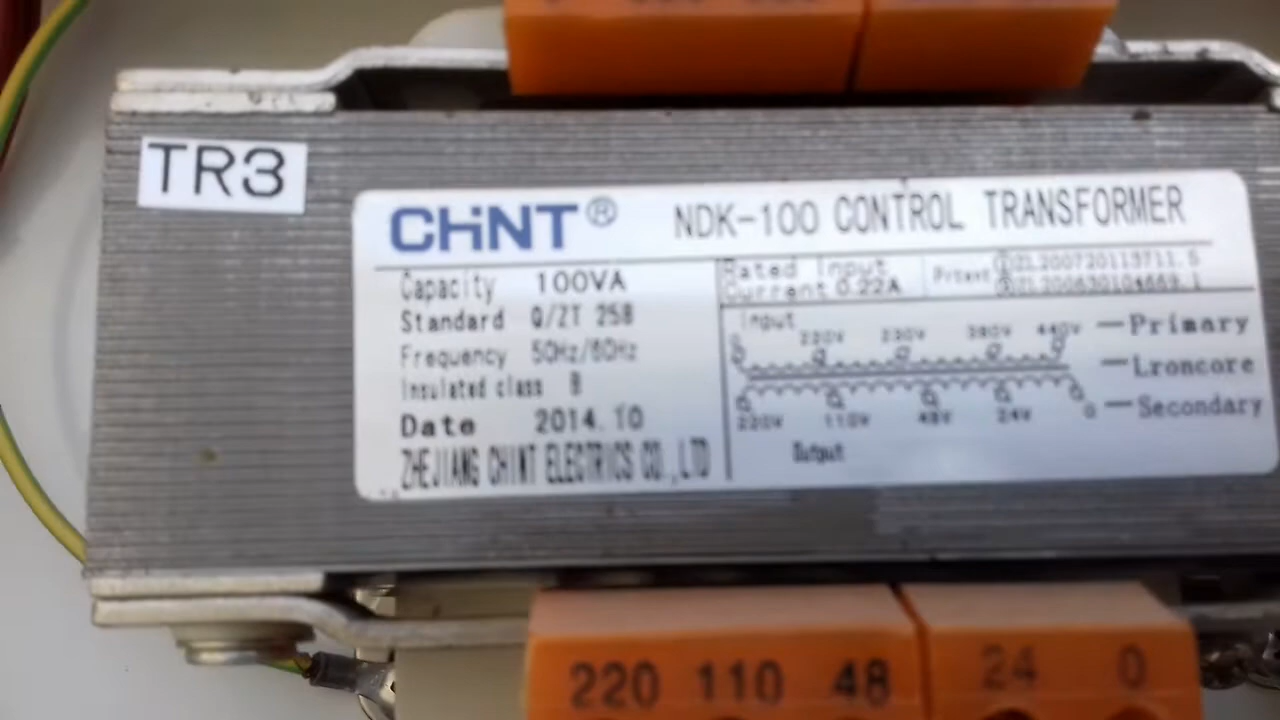 TR3
CHiNT® NDK-100 CONTROL TRANSFORMER
Capacity 100VA
Standard Q/ZT 258
Frequency 50Hz/60Hz
Insulated class B
Date 2014.10
ZHEJIANG CHINT ELECTRICS CO.,LTD
Rated Input
Current 0.22A
Input
0 220V 230V 380V 440V
Primary
Lroncore
Secondary
220V 110V 48V 24V 0
Output
220 110 48 24 0